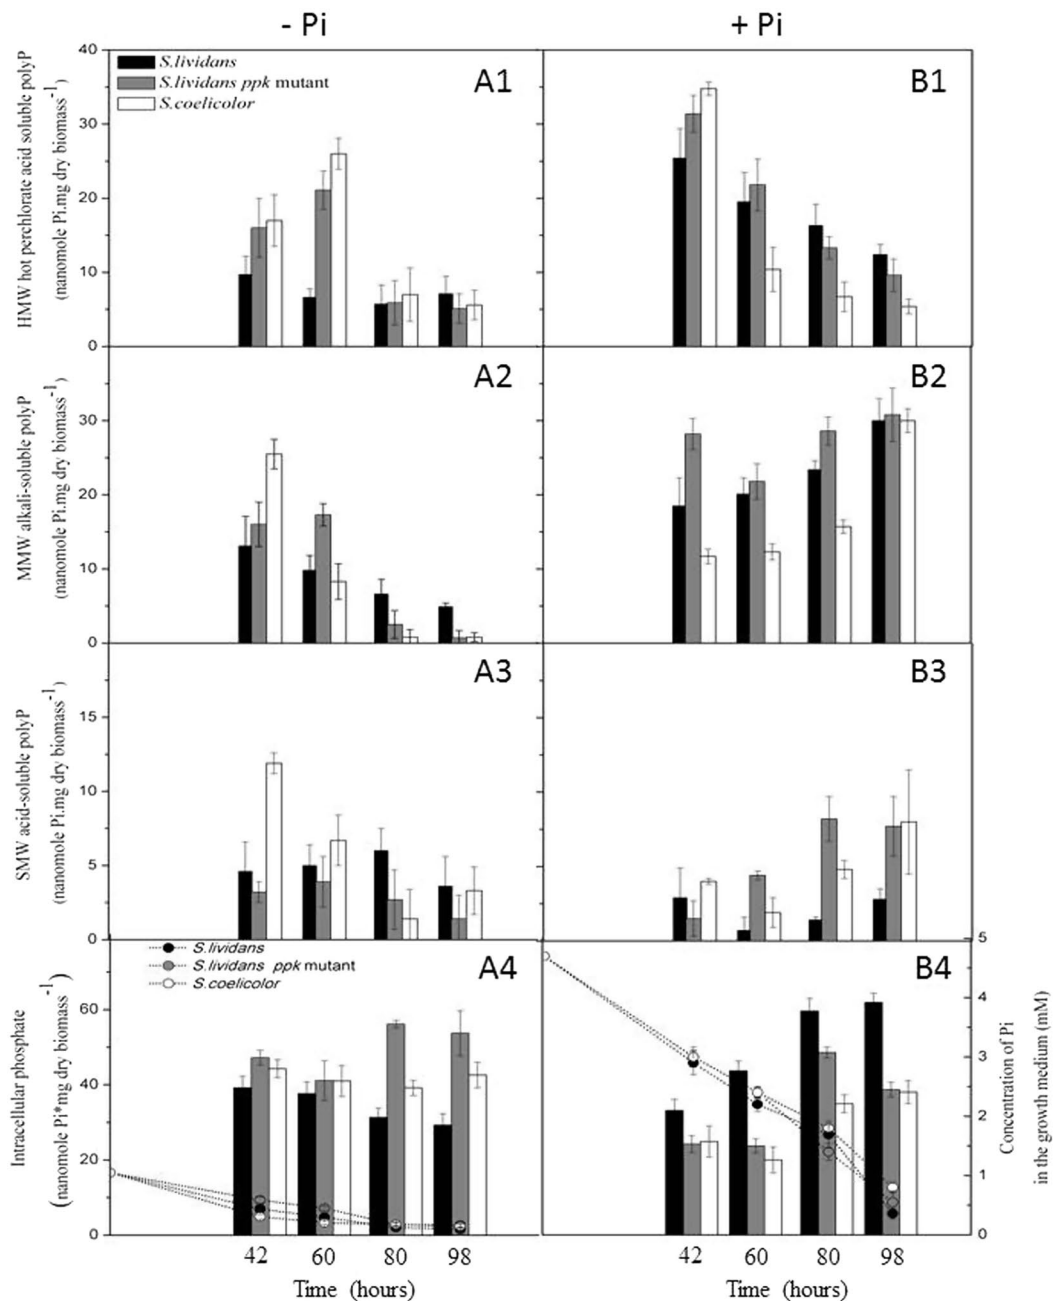 - Pi
+ Pi
HMW hot perchlorate acid soluble polyP
(nanomole Pi.mg dry biomass-1)
40
30
20
10
0
S.lividans
S.lividans ppk mutant
S.coelicolor
A1
B1
MMW alkali-soluble polyP
(nanomole Pi.mg dry biomass-1)
30
20
10
0
A2
B2
SMW acid-soluble polyP
(nanomole Pi.mg dry biomass-1)
15
10
5
0
A3
B3
Intracellular phosphate
(nanomole Pi*mg dry biomass-1)
60
40
20
0
S.lividans
S.lividans ppk mutant
S.coelicolor
A4
B4
5
4
3
2
1
0
Concentration of Pi
in the growth medium (mM)
42 60 80 98
42 60 80 98
Time (hours)
Time (hours)